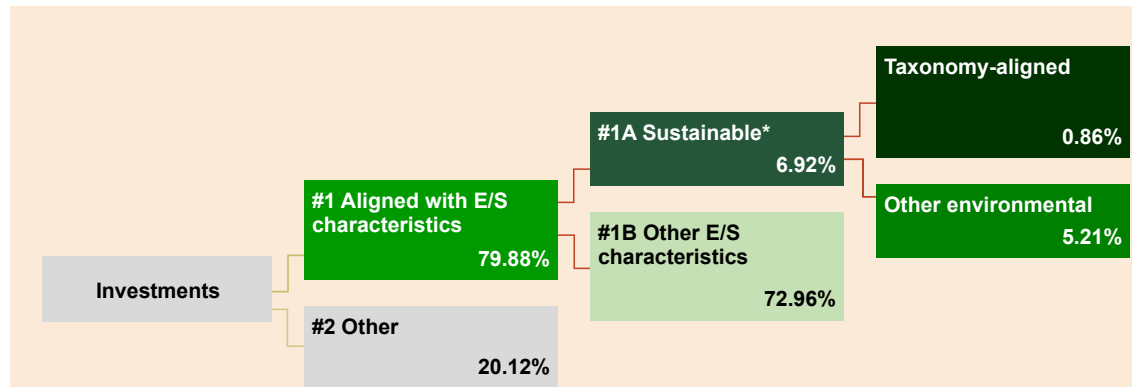 Taxonomy-aligned
0.86%
#1A Sustainable*
6.92%
#1 Aligned with E/S
characteristics
79.88%
Other environmental
5.21%
#1B Other E/S
characteristics
72.96%
Investments
#2 Other
20.12%